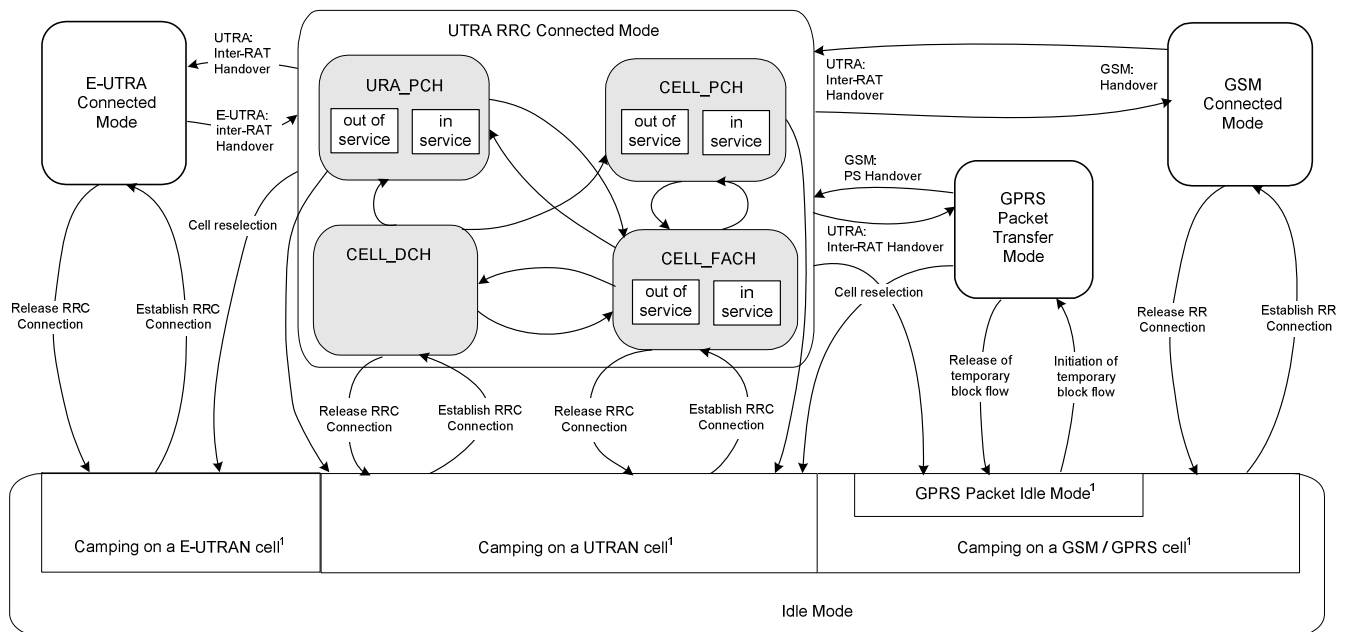 UTRA RRC Connected Mode
E-UTRA
Connected
Mode
UTRA:
Inter-RAT
Handover
E-UTRA:
inter-RAT
Handover
URA_PCH
out of
service
in
service
CELL_PCH
out of
service
in
service
UTRA:
Inter-RAT
Handover
GSM:
Handover
GSM
Connected
Mode
GSM:
PS Handover
UTRA:
Inter-RAT Handover
GPRS
Packet
Transfer
Mode
Cell reselection
CELL_DCH
CELL_FACH
out of
service
in
service
Cell reselection
Release RRC
Connection
Establish RRC
Connection
Release RR
Connection
Establish RR
Connection
Release of
temporary
block flow
Initiation of
temporary
block flow
Release RRC
Connection
Establish RRC
Connection
Release RRC
Connection
Establish RRC
Connection
GPRS Packet Idle Mode¹
Camping on a E-UTRAN cell¹
Camping on a UTRAN cell¹
Camping on a GSM / GPRS cell¹
Idle Mode